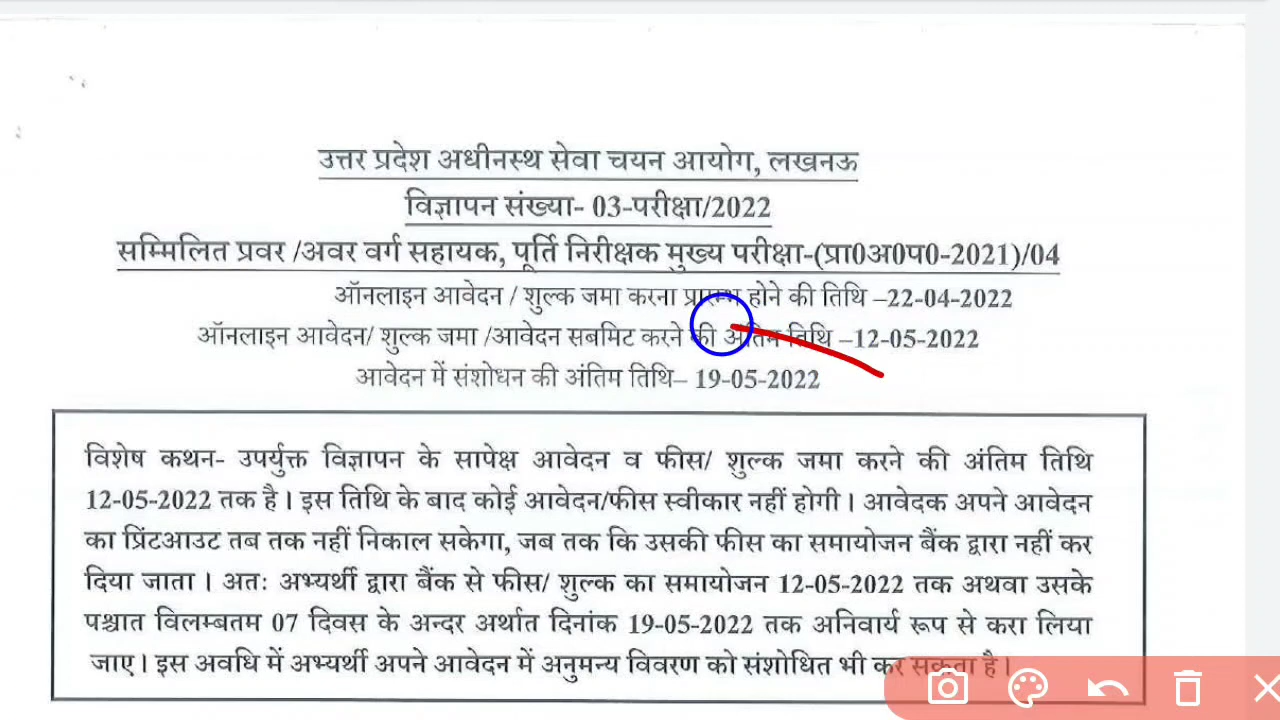 उत्तर प्रदेश अधीनस्थ सेवा चयन आयोग, लखनऊ
विज्ञापन संख्या- 03-परीक्षा/2022
सम्मिलित प्रवर /अवर वर्ग सहायक, पूर्ति निरीक्षक मुख्य परीक्षा-(प्रा0अ0प0-2021)/04
ऑनलाइन आवेदन / शुल्क जमा करना प्रारम्भ होने की तिथि –22-04-2022
ऑनलाइन आवेदन/ शुल्क जमा /आवेदन सबमिट करने की अंतिम तिथि –12-05-2022
आवेदन में संशोधन की अंतिम तिथि– 19-05-2022
विशेष कथन- उपर्युक्त विज्ञापन के सापेक्ष आवेदन व फीस/ शुल्क जमा करने की अंतिम तिथि
12-05-2022 तक है। इस तिथि के बाद कोई आवेदन/फीस स्वीकार नहीं होगी। आवेदक अपने आवेदन
का प्रिंटआउट तब तक नहीं निकाल सकेगा, जब तक कि उसकी फीस का समायोजन बैंक द्वारा नहीं कर
दिया जाता। अतः अभ्यर्थी द्वारा बैंक से फीस/ शुल्क का समायोजन 12-05-2022 तक अथवा उसके
पश्चात विलम्बतम 07 दिवस के अन्दर अर्थात दिनांक 19-05-2022 तक अनिवार्य रूप से करा लिया
जाए। इस अवधि में अभ्यर्थी अपने आवेदन में अनुमन्य विवरण को संशोधित भी कर सकता है।